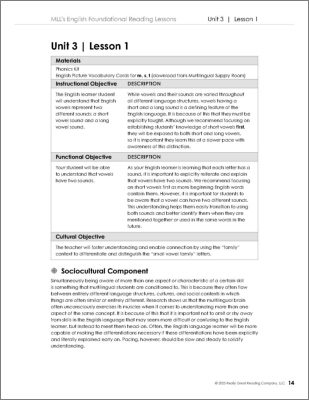 MLL's English Foundational Reading Lessons
Unit 3 | Lesson 1
Unit 3 | Lesson 1
Materials
Phonics Kit
English Picture Vocabulary Cards for m, s, t (download from Multilingual Supply Room)
Instructional Objective DESCRIPTION
The English learner student
will understand that English
vowels represent two
different sounds: a short
vowel sound and a long
vowel sound.
While vowels and their sounds are varied throughout
all different language structures, vowels having a
short and a long sound is a defining feature of the
English language. It is because of this that they must be
explicitly taught. Although we recommend focusing on
establishing students' knowledge of short vowels first,
they will be exposed to both short and long vowels,
so it is important they learn this at a slower pace with
awareness of this distinction.
Functional Objective DESCRIPTION
Your student will be able
to understand that vowels
have two sounds.
As your English learner is learning that each letter has a
sound, it is important to explicitly reiterate and explain
that vowels have two sounds. We recommend focusing
on short vowels first as more beginning English words
contain them. However, it is important for students to
be aware that a vowel can have two different sounds.
This understanding helps them easily transition to using
both sounds and better identify them when they are
mentioned together or used in the same words in the
future.
Cultural Objective
The teacher will foster understanding and enable connection by using the "family"
context to differentiate and distinguish the "small vowel family" letters.
Sociocultural Component
Simultaneously being aware of more than one aspect or characteristic of a certain skill
is something that multilingual students are conditioned to. This is because they often flow
between entirely different language structures, cultures, and social contexts in which
things are often similar or entirely different. Research shows us that the multilingual brain
often unconsciously exercises its muscles when it comes to understanding more than one
aspect of the same concept. It is because of this that it is important not to omit or shy away
from skills in the English language that may seem more difficult or confusing to the English
learner, but instead to meet them head on. Often, the English language learner will be more
capable of making the differentiations necessary if these differentiations have been explicitly
and literally explained early on. Pacing, however, should be slow and steady to solidify
understanding.
© 2023 Really Great Reading Company, LLC 14